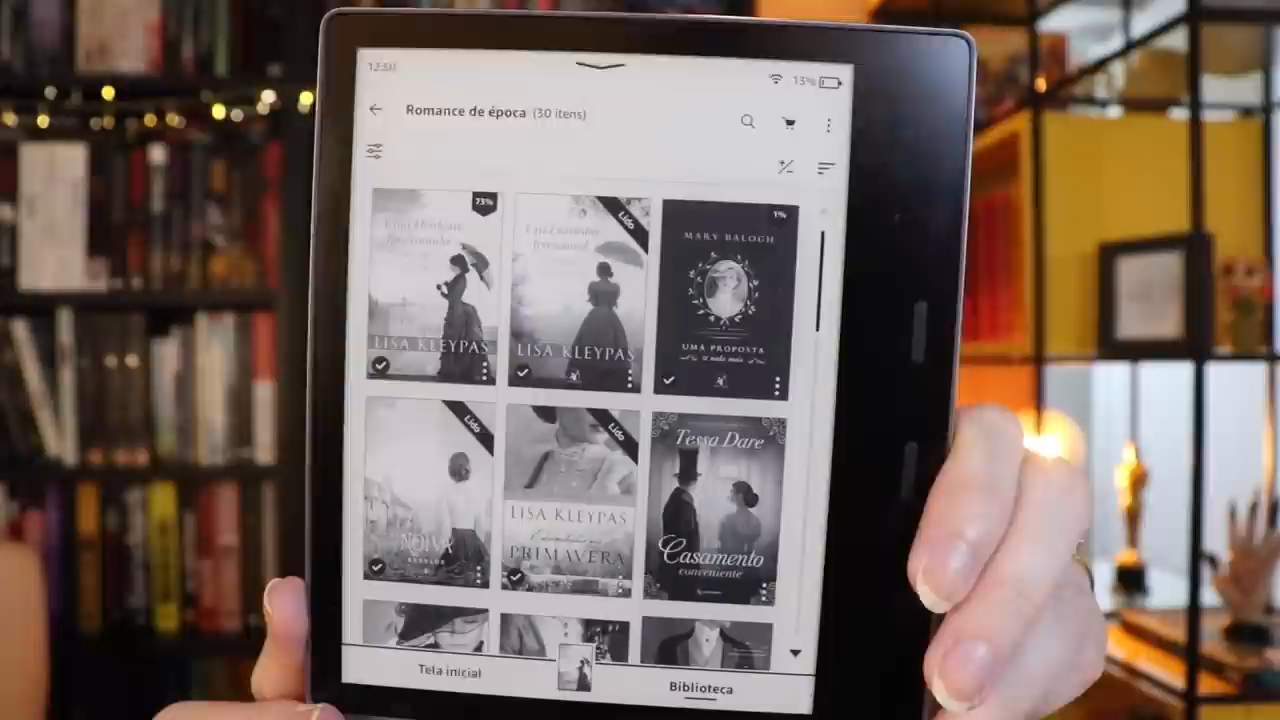 12:50
13%
Romance de época (30 itens)
73%
LISA KLEYPAS
Lido
LISA KLEYPAS
1%
MARY BALOGH
UMA PROPOSTA
e nada mais
Lido
NOIVA
Lido
LISA KLEYPAS
PRIMAVERA
Tessa Dare
Casamento
conveniente
Tela inicial
Biblioteca